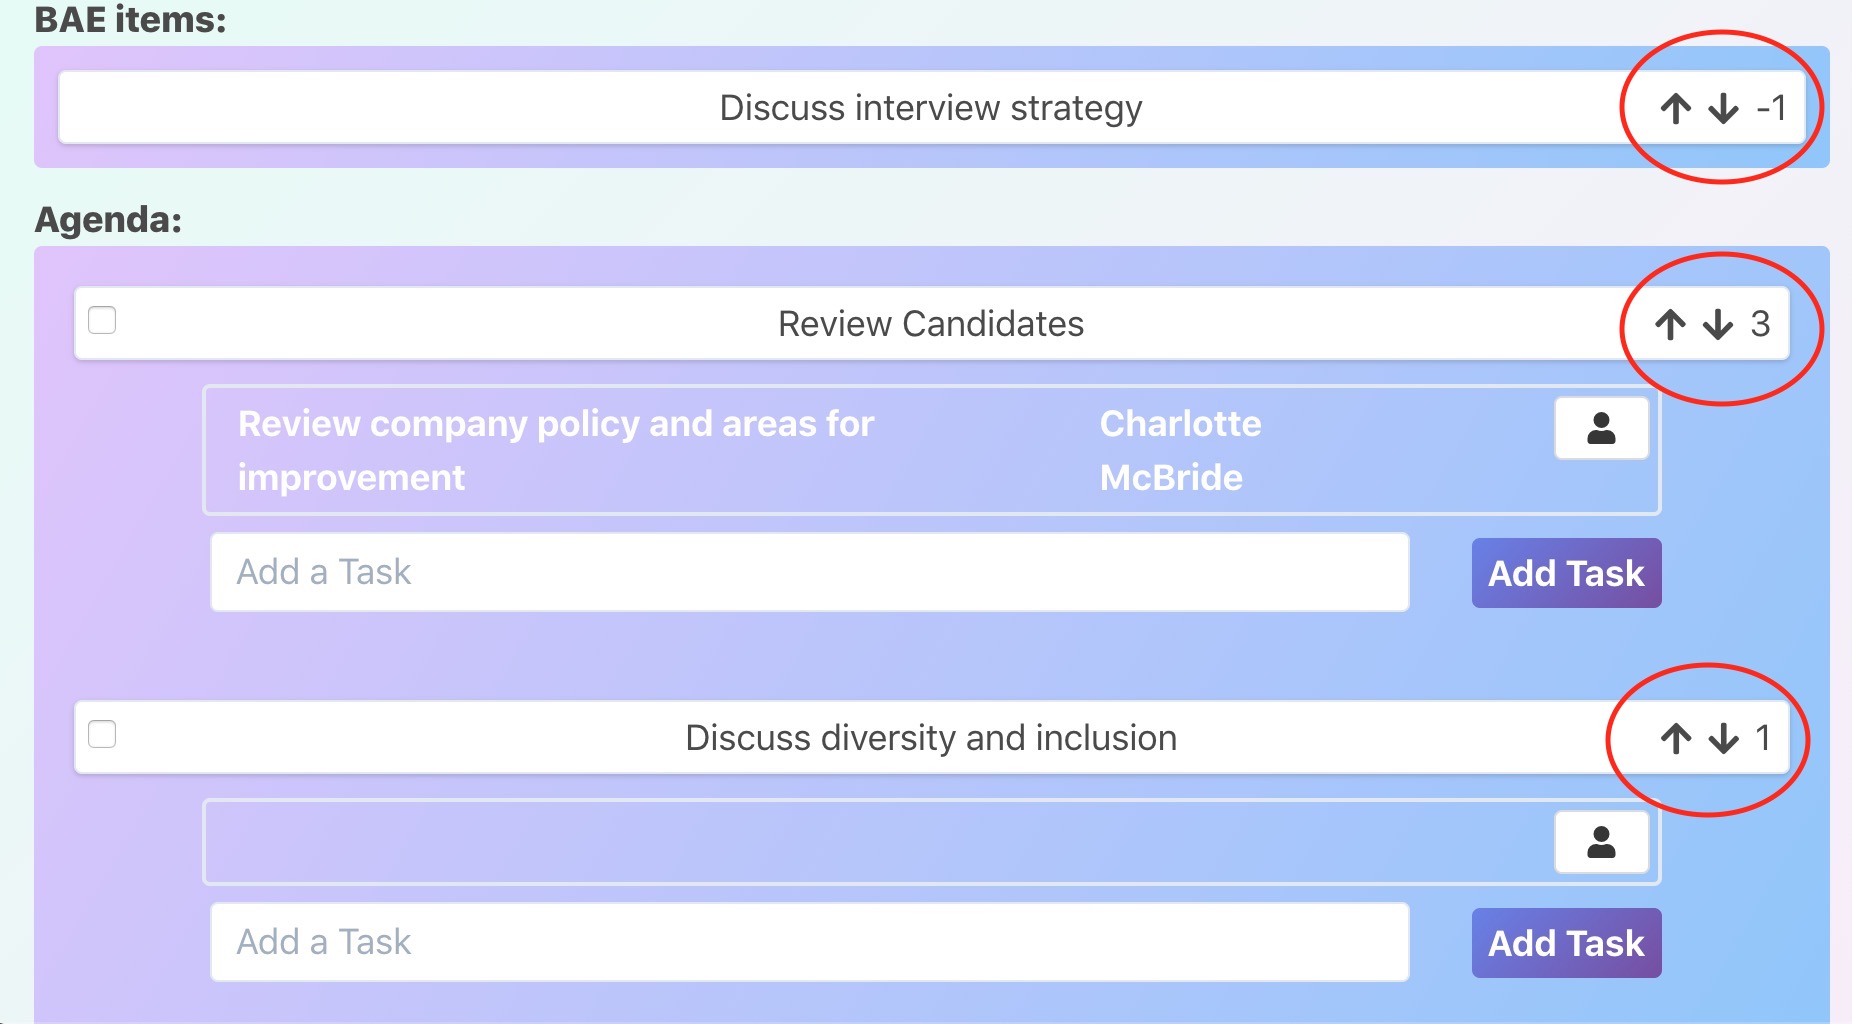 BAE items:
Discuss interview strategy
-1
Agenda:
Review Candidates
3
Review company policy and areas for
improvement
Charlotte
McBride
Add a Task
Add Task
Discuss diversity and inclusion
1
Add a Task
Add Task